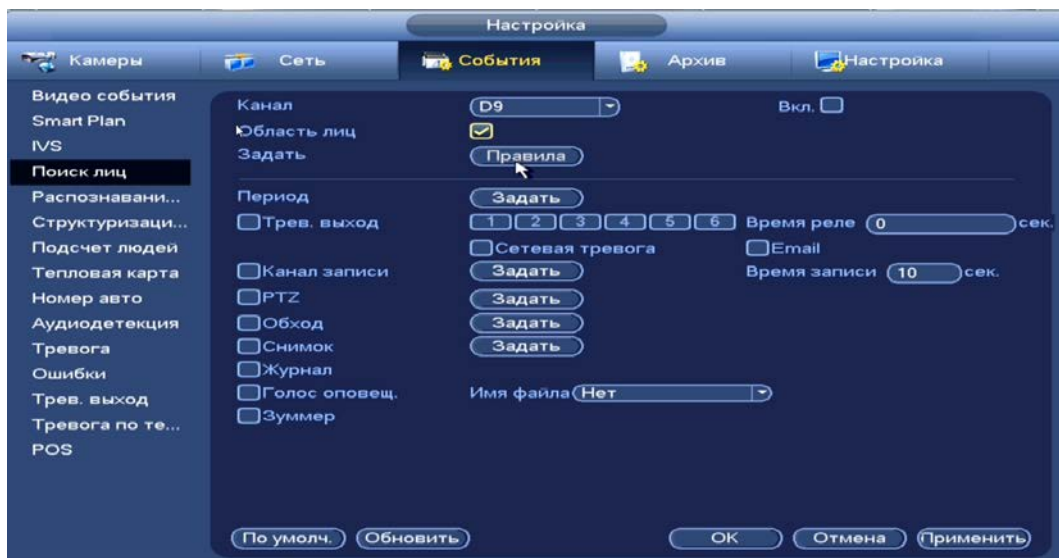 Настройка
Камеры Сеть События Архив Настройка
Видео события
Smart Plan
IVS
Поиск лиц
Распознавани...
Структуризаци...
Подсчет людей
Тепловая карта
Номер авто
Аудиодетекция
Тревога
Ошибки
Трев. выход
Тревога по те...
POS
Канал D9 Вкл.
Область лиц
Задать Правила
Период Задать
Трев. выход 1 2 3 4 5 6 Время реле 0 сек.
Сетевая тревога Email
Канал записи Задать Время записи 10 сек.
PTZ Задать
Обход Задать
Снимок Задать
Журнал
Голос оповещ. Имя файла Нет
Зуммер
По умолч. Обновить OK Отмена Применить